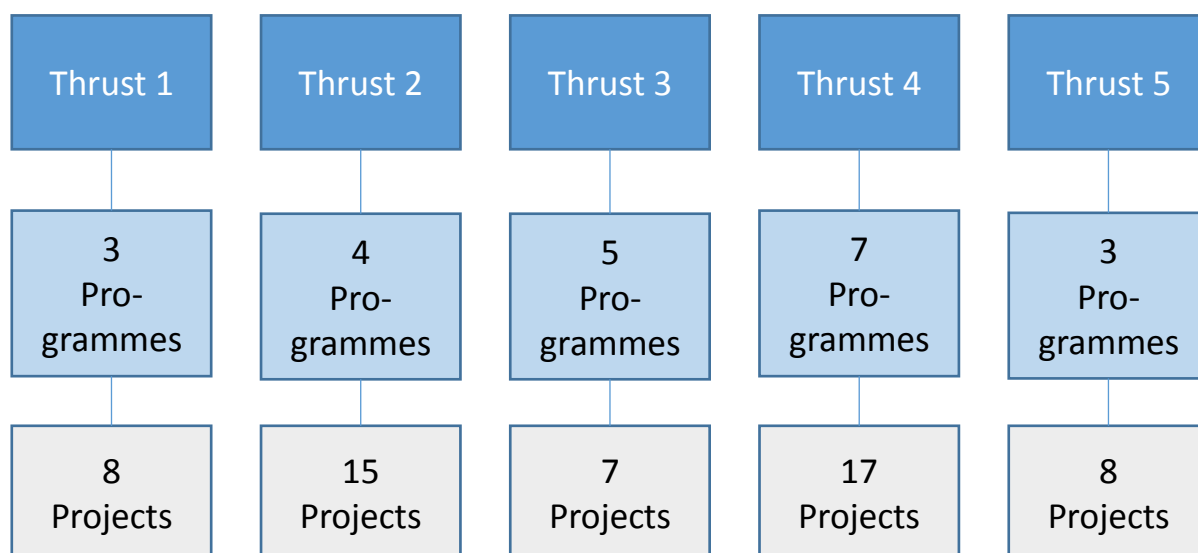 Thrust 1
Thrust 2
Thrust 3
Thrust 4
Thrust 5
3
Pro-
grammes
4
Pro-
grammes
5
Pro-
grammes
7
Pro-
grammes
3
Pro-
grammes
8
Projects
15
Projects
7
Projects
17
Projects
8
Projects